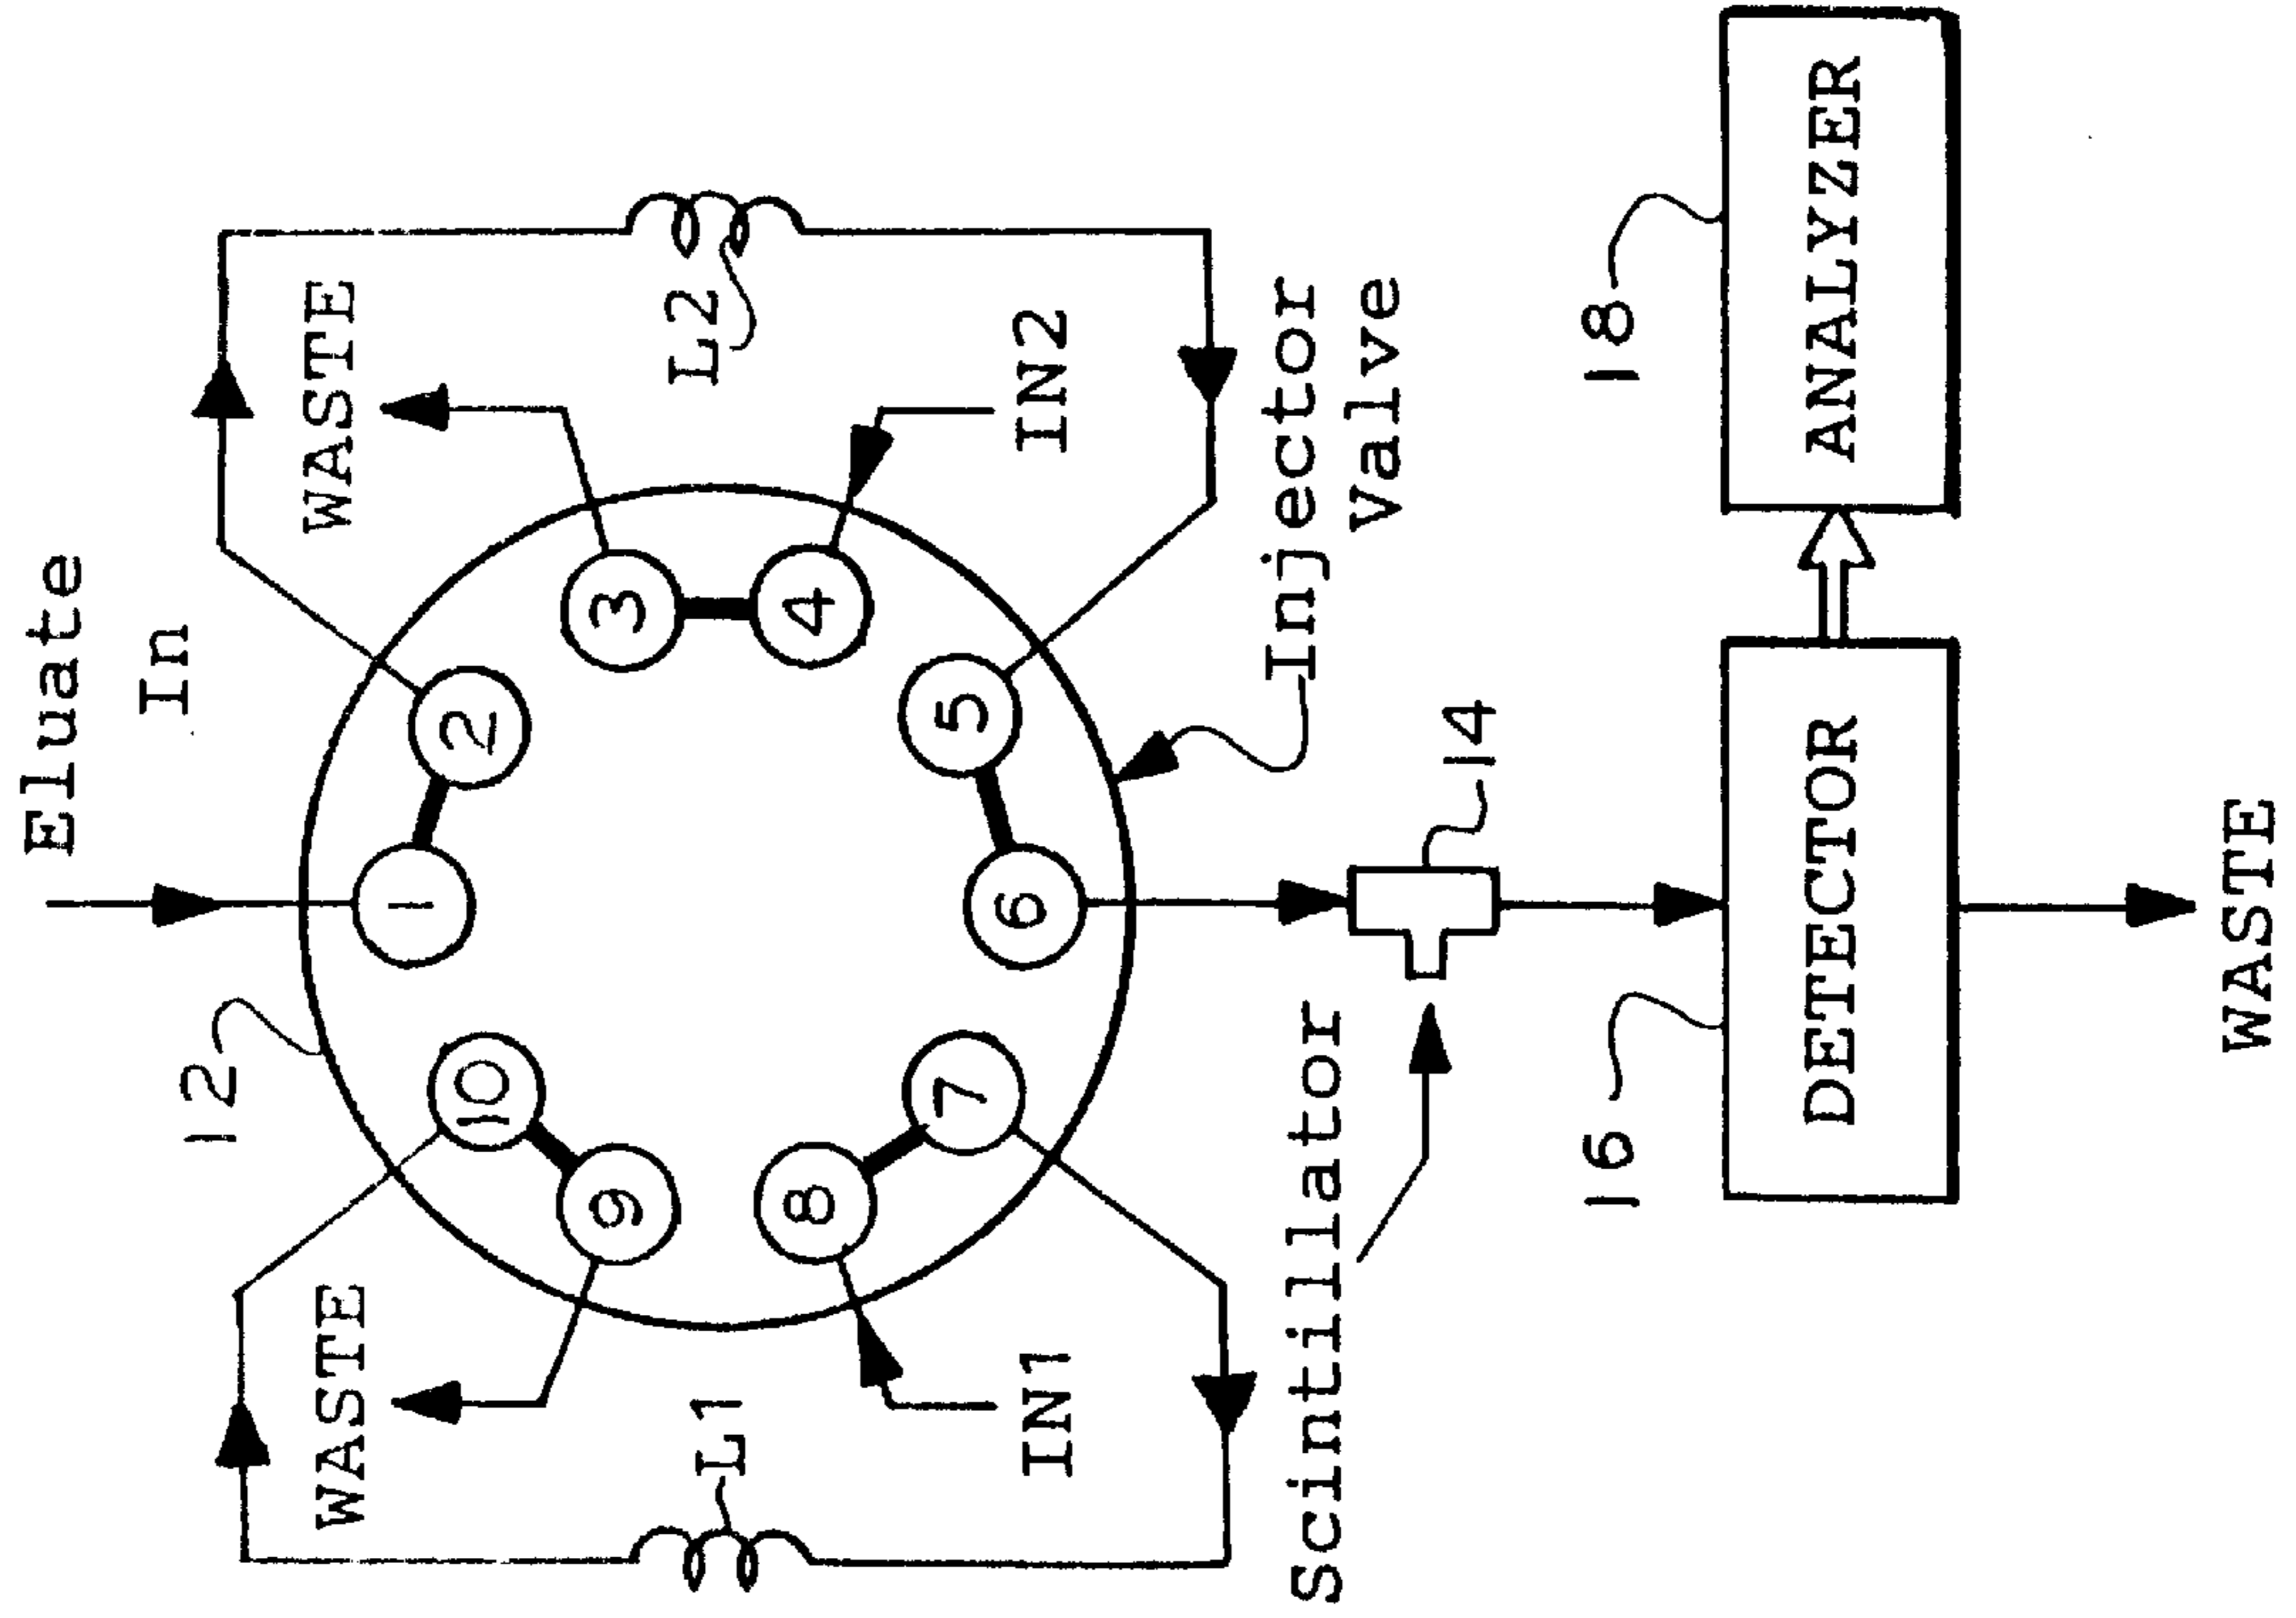 Eluate
In
12
1
2
3
4
5
6
7
8
9
10
WASTE
WASTE
L1
L2
IN1
IN2
Injector
Valve
Scintillator
14
16
18
DETECTOR
ANALYZER
WASTE